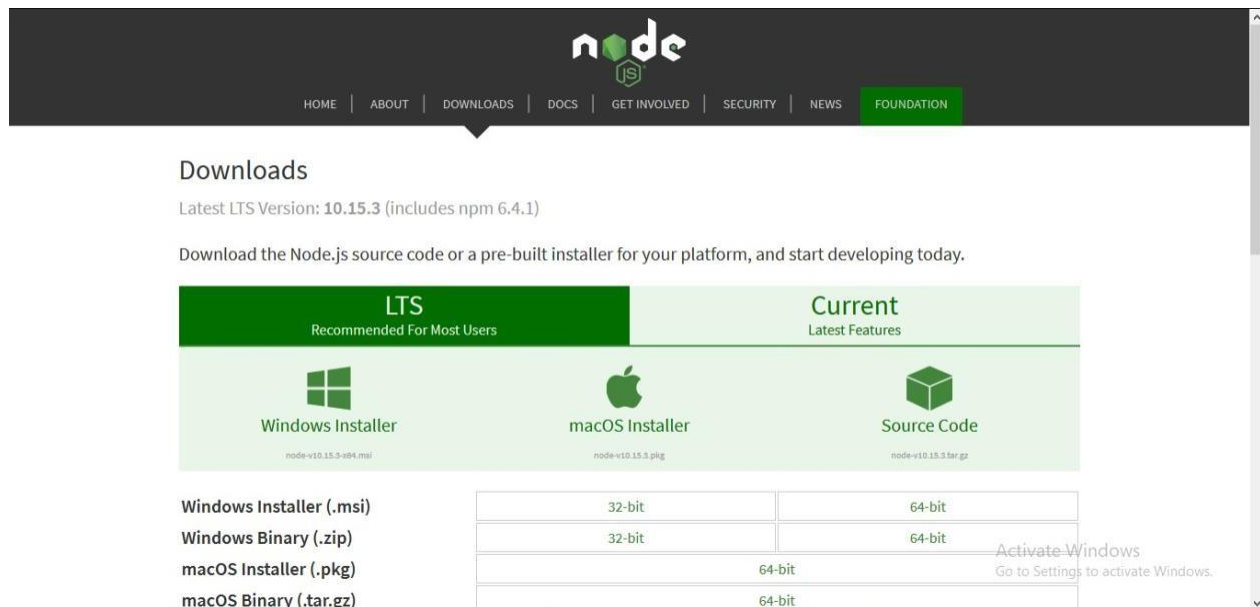 node
JS
HOME | ABOUT | DOWNLOADS | DOCS | GET INVOLVED | SECURITY | NEWS FOUNDATION
Downloads
Latest LTS Version: 10.15.3 (includes npm 6.4.1)
Download the Node.js source code or a pre-built installer for your platform, and start developing today.
LTS Current
Recommended For Most Users Latest Features
Windows Installer macOS Installer Source Code
node-v10.15.3-x64.msi node-v10.15.3.pkg node-v10.15.3.tar.gz
Windows Installer (.msi) 32-bit 64-bit
Windows Binary (.zip) 32-bit 64-bit
Activate Windows
macOS Installer (.pkg) 64-bit Go to Settings to activate Windows.
macOS Binary (.tar.gz) 64-bit